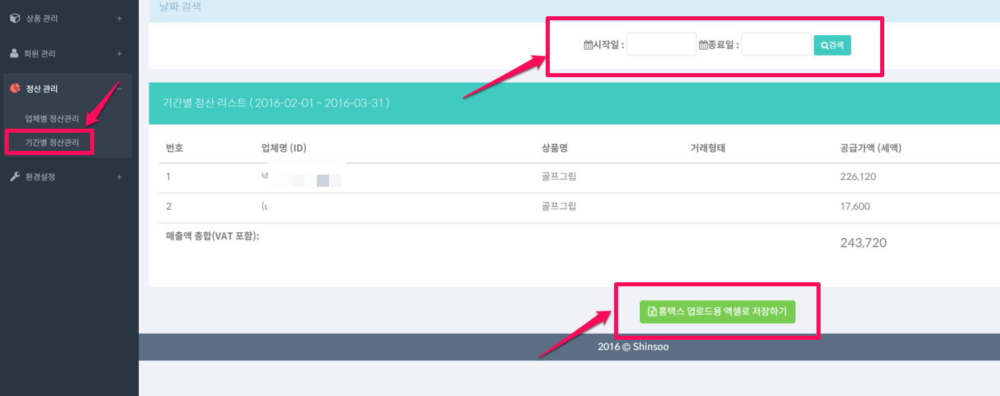 날짜 검색
상품 관리 +
회원 관리 +
정산 관리 −
업체별 정산관리
기간별 정산관리
환경설정 +
시작일 : 종료일 : 검색
기간별 정산 리스트 ( 2016-02-01 ~ 2016-03-31 )
번호 업체명 (ID) 상품명 거래형태 공급가액 (세액)
1 골프그립 226,120
2 골프그립 17,600
매출액 총합(VAT 포함): 243,720
홈택스 업로드용 엑셀로 저장하기
2016 © Shinsoo